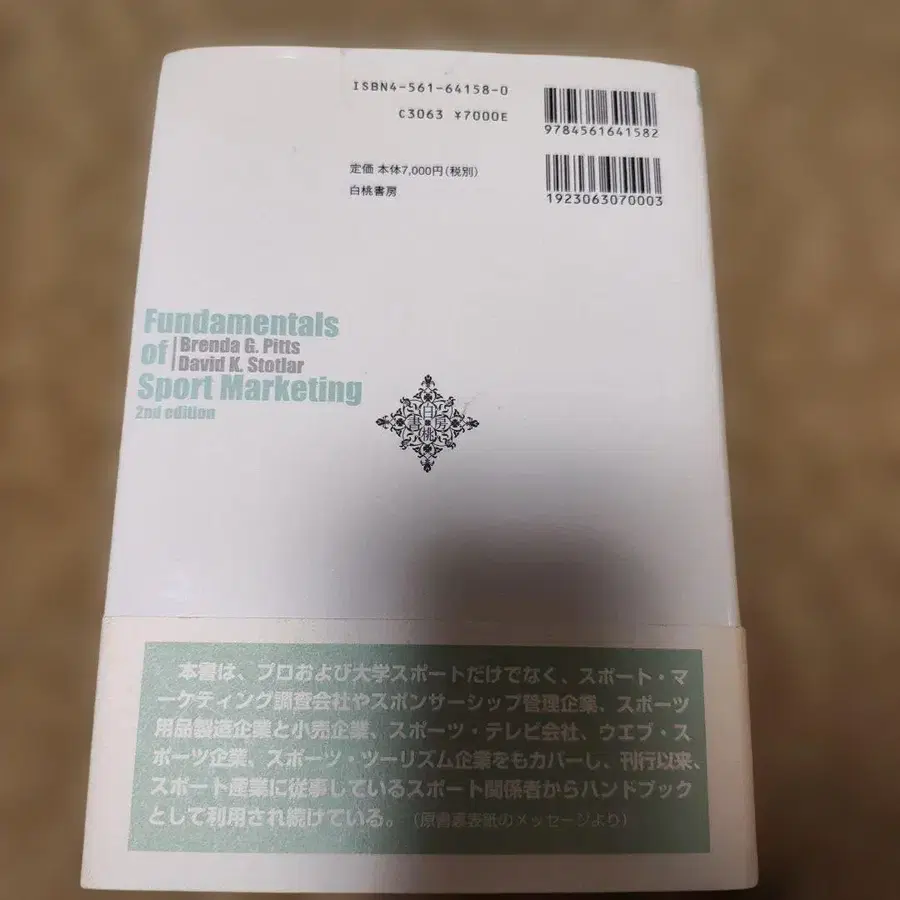 ISBN4-561-64158-0
C3063 ¥7000E
9784561641582
定価 本体7,000円(税別)
白桃書房
1923063070003
Fundamentals
of
Brenda G. Pitts
David K. Stotlar
Sport Marketing
2nd edition
白
書 房
桃
本書は、プロおよび大学スポートだけでなく、スポート・マ
ーケティング調査会社やスポンサーシップ管理企業、スポーツ
用品製造企業と小売企業、スポーツ・テレビ会社、ウエブ・ス
ポーツ企業、スポーツ・ツーリズム企業をもカバーし、刊行以来、
スポート産業に従事しているスポート関係者からハンドブック
として利用され続けている。(原書裏表紙のメッセージより)